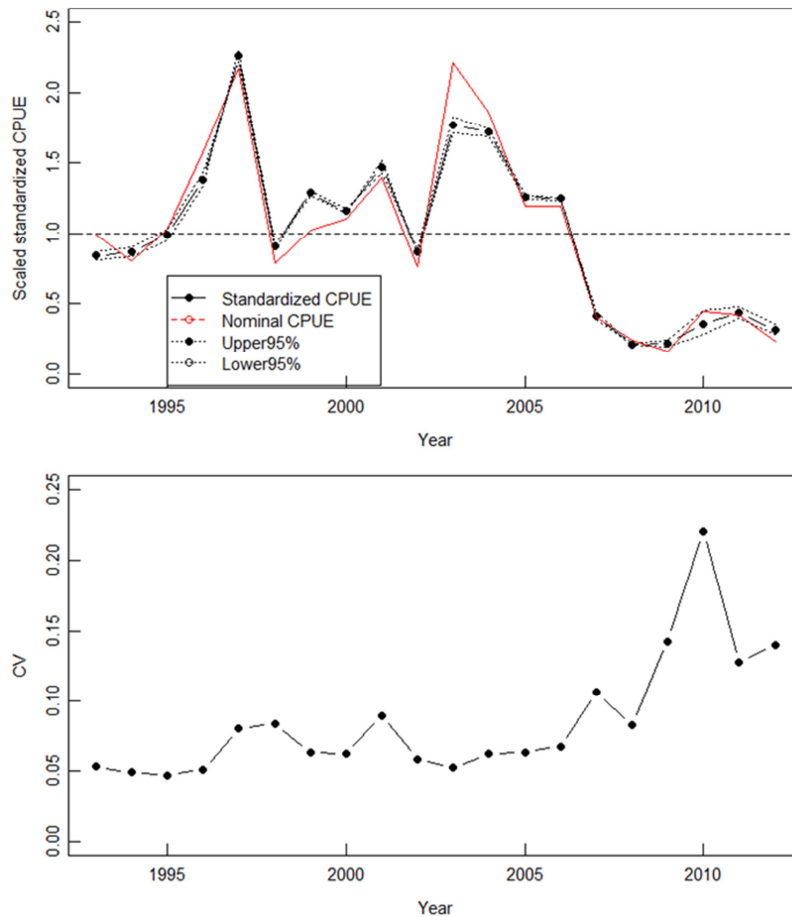 2.5
2.0
1.5
1.0
0.5
0.0
Scaled standardized CPUE
Standardized CPUE
Nominal CPUE
Upper95%
Lower95%
1995 2000 2005 2010
Year
0.25
0.20
0.15
0.10
0.05
0.00
CV
1995 2000 2005 2010
Year